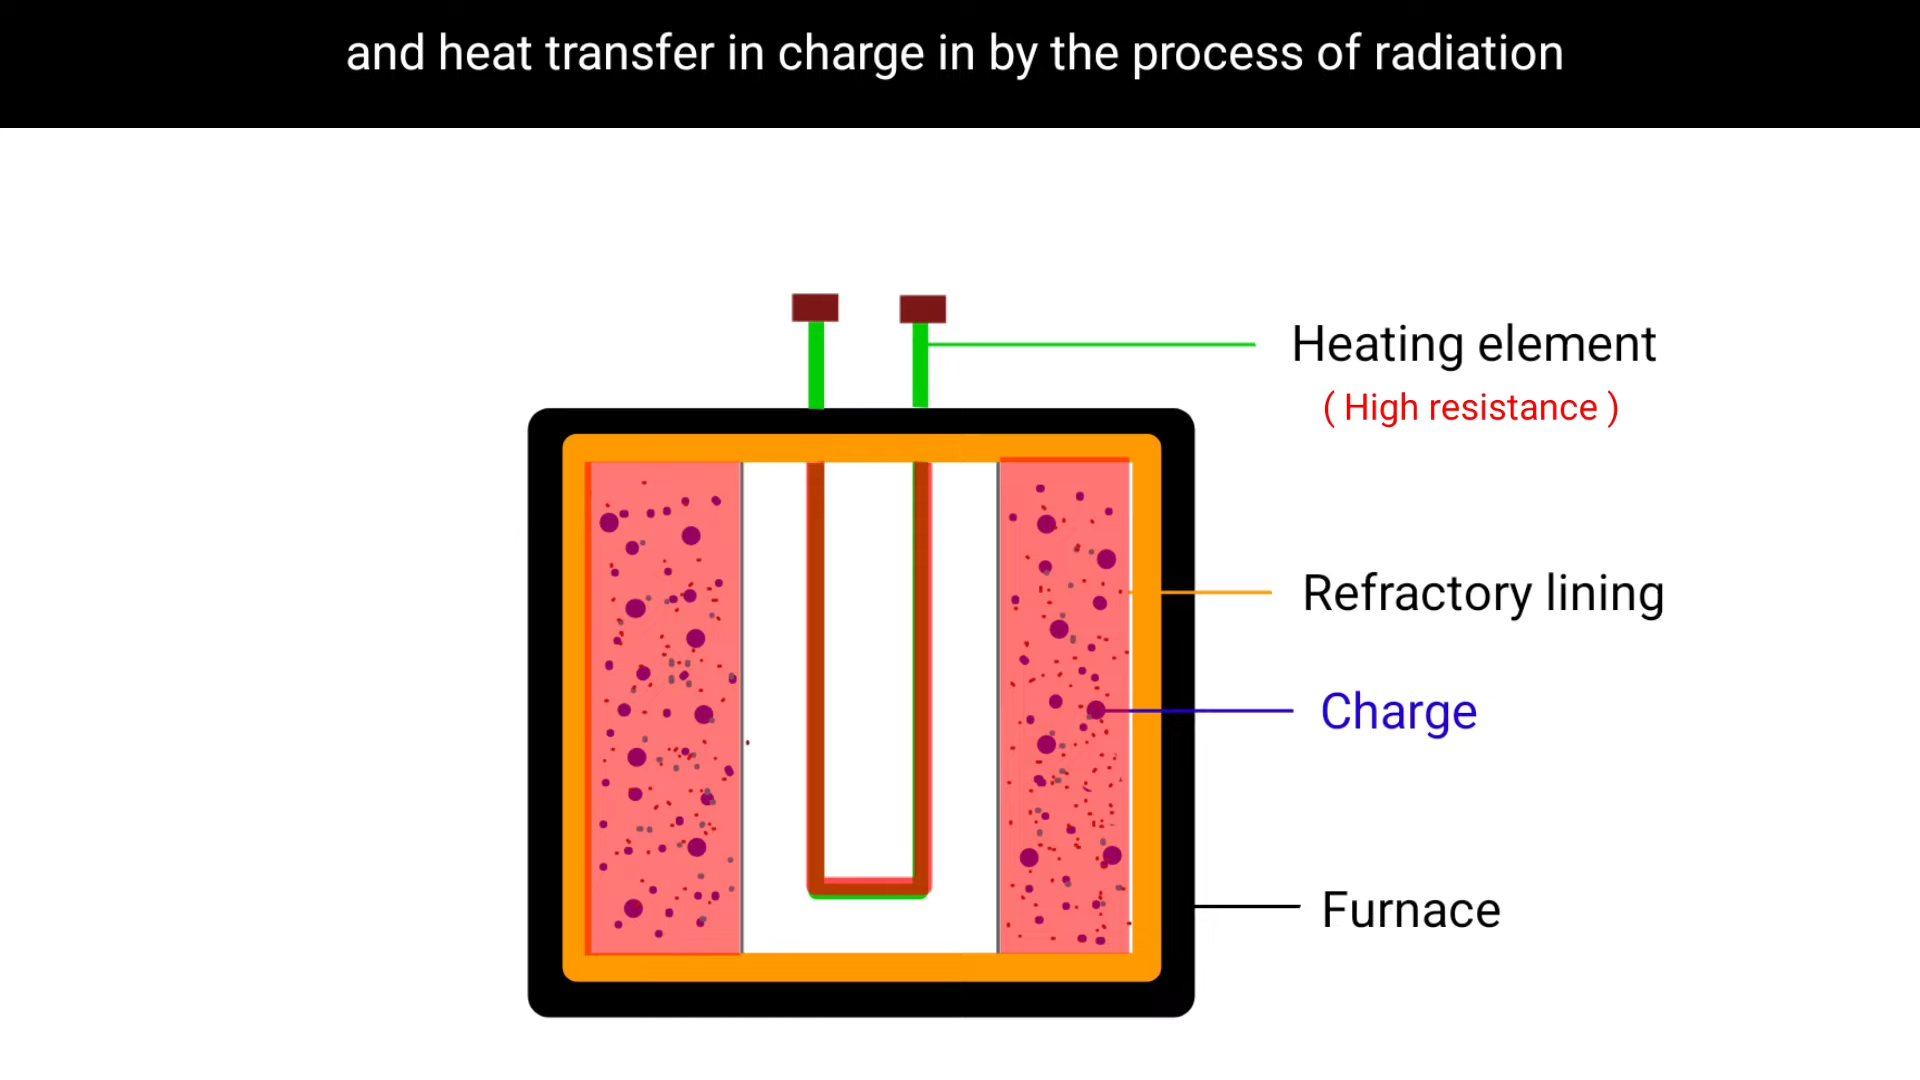 and heat transfer in charge in by the process of radiation
Heating element
( High resistance )
Refractory lining
Charge
Furnace